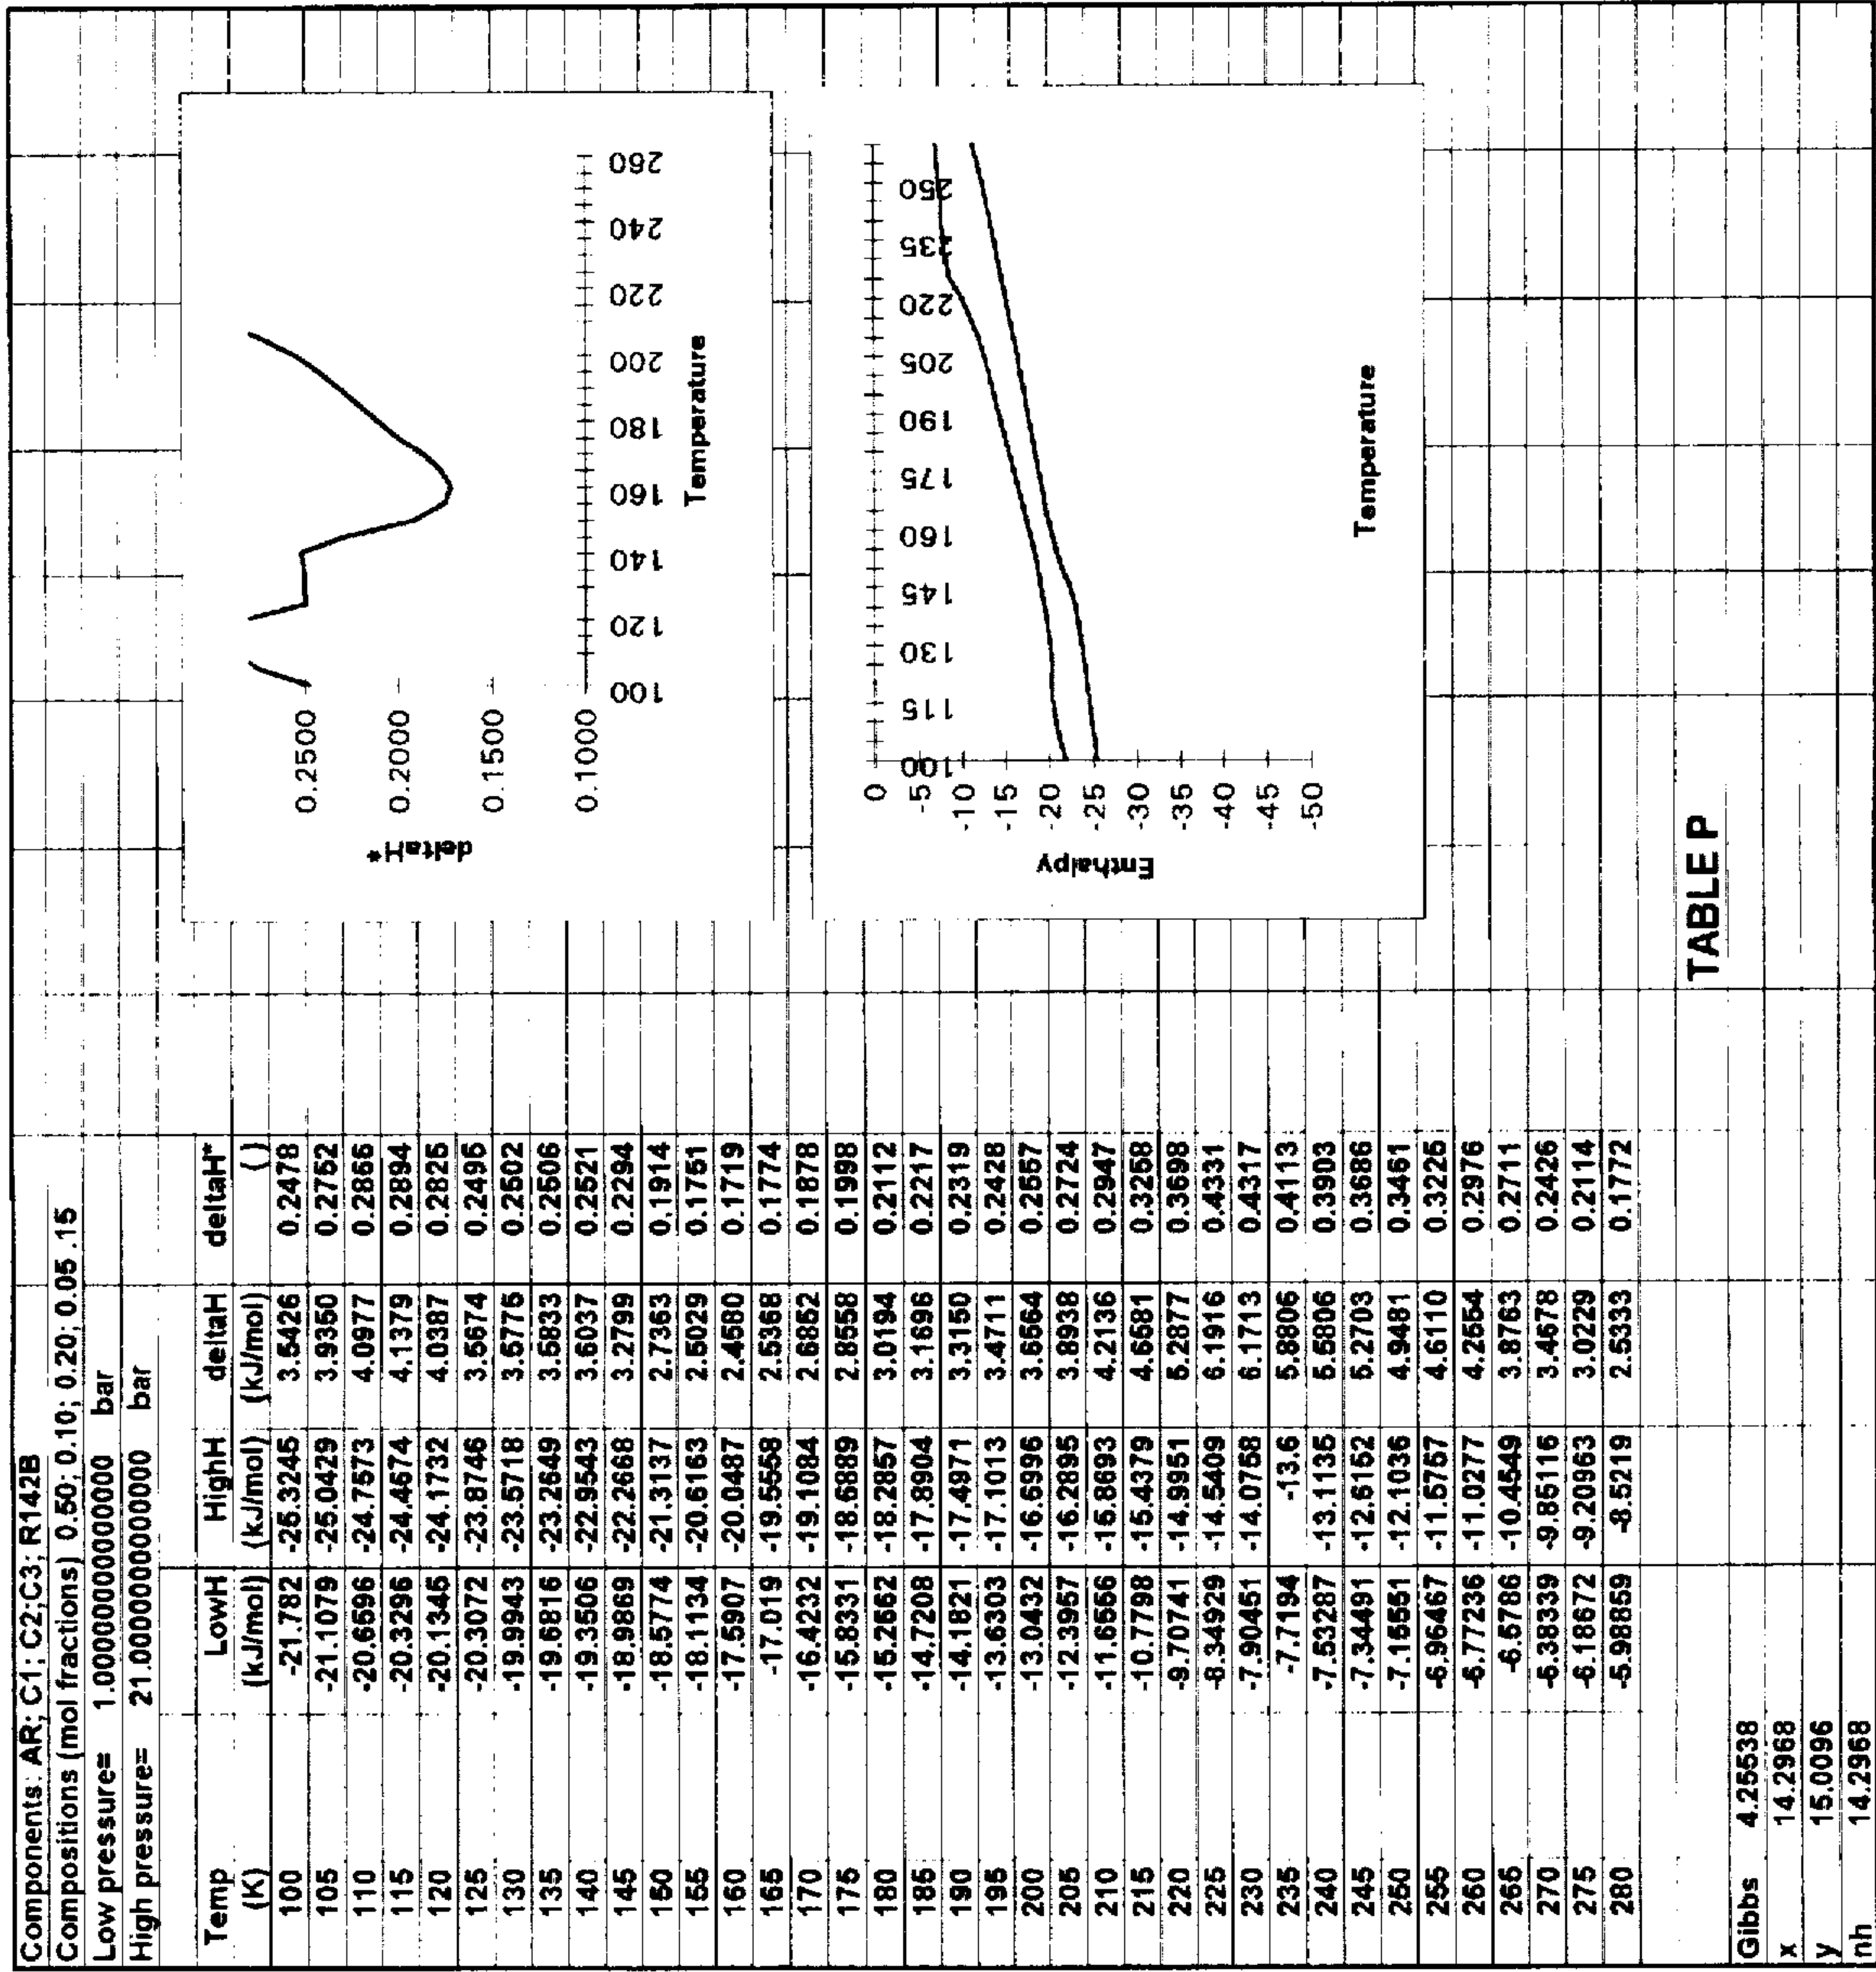 Components: AR; C1; C2;C3; R142B
Compositions (mol fractions) 0.50; 0.10; 0.20; 0.05 .15
Low pressure= 1.00000000000000 bar
High pressure= 21.00000000000000 bar
Temp LowH HighH deltaH deltaH*
(K) (kJ/mol) (kJ/mol) (kJ/mol) ()
100 -21.782 -25.3245 3.5426 0.2478
105 -21.1079 -25.0429 3.9350 0.2752
110 -20.6596 -24.7573 4.0977 0.2866
115 -20.3296 -24.4674 4.1379 0.2894
120 -20.1345 -24.1732 4.0387 0.2825
125 -20.3072 -23.8746 3.5674 0.2495
130 -19.9943 -23.5718 3.5775 0.2502
135 -19.6816 -23.2649 3.5833 0.2506
140 -19.3506 -22.9543 3.6037 0.2521
145 -18.9869 -22.2668 3.2799 0.2294
150 -18.5774 -21.3137 2.7363 0.1914
155 -18.1134 -20.6163 2.5029 0.1751
160 -17.5907 -20.0487 2.4580 0.1719
165 -17.019 -19.5558 2.5368 0.1774
170 -16.4232 -19.1084 2.6852 0.1878
175 -15.8331 -18.6889 2.8558 0.1998
180 -15.2662 -18.2857 3.0194 0.2112
185 -14.7208 -17.8904 3.1696 0.2217
190 -14.1821 -17.4971 3.3150 0.2319
195 -13.6303 -17.1013 3.4711 0.2428
200 -13.0432 -16.6996 3.6564 0.2557
205 -12.3957 -16.2895 3.8938 0.2724
210 -11.6556 -15.8693 4.2136 0.2947
215 -10.7798 -15.4379 4.6581 0.3258
220 -9.70741 -14.9951 5.2877 0.3698
225 -8.34929 -14.5409 6.1916 0.4331
230 -7.90451 -14.0758 6.1713 0.4317
235 -7.7194 -13.6 5.8806 0.4113
240 -7.53287 -13.1135 5.5806 0.3903
245 -7.34491 -12.6152 5.2703 0.3686
250 -7.15551 -12.1036 4.9481 0.3461
255 -6.96467 -11.5757 4.6110 0.3225
260 -6.77236 -11.0277 4.2554 0.2976
265 -6.5786 -10.4549 3.8763 0.2711
270 -6.38339 -9.85116 3.4678 0.2426
275 -6.18672 -9.20963 3.0229 0.2114
280 -5.98859 -8.5219 2.5333 0.1772
Gibbs 4.25538
x 14.2968
y 15.0096
nh 14.2968
deltaH*
0.2500
0.2000
0.1500
0.1000
100 120 140 160 180 200 220 240 260
Temperature
Enthalpy
0
-5
-10
-15
-20
-25
-30
-35
-40
-45
-50
100 115 130 145 160 175 190 205 220 235 250
Temperature
TABLE P